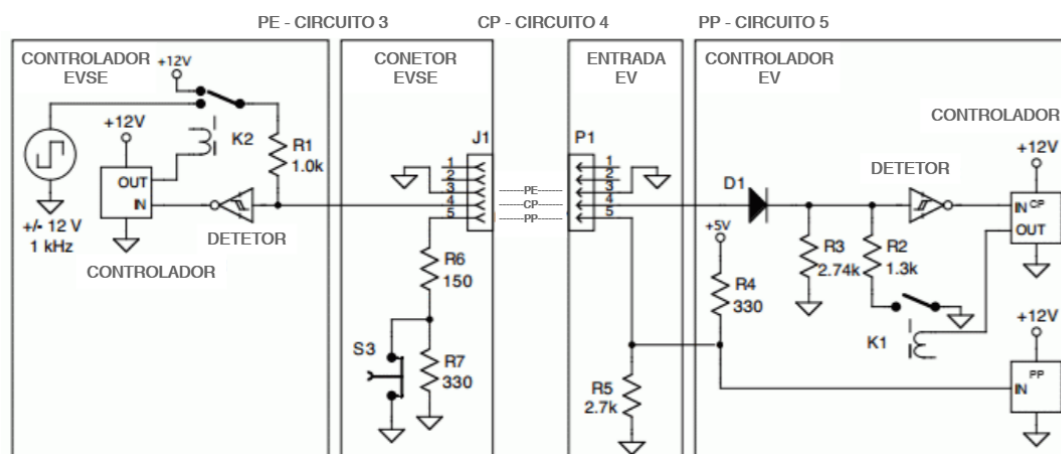 PE - CIRCUITO 3
CP - CIRCUITO 4
PP - CIRCUITO 5
CONTROLADOR
EVSE
+12V
+12V
K2
R1
1.0k
OUT
IN
+/- 12 V
1 kHz
DETETOR
CONTROLADOR
CONETOR
EVSE
J1
1
2
3
4
5
R6
150
S3
R7
330
PE
CP
PP
ENTRADA
EV
P1
1
2
3
4
5
R5
2.7k
CONTROLADOR
EV
CONTROLADOR
+12V
DETETOR
D1
IN CP
OUT
+5V
R3
2.74k
R2
1.3k
R4
330
K1
+12V
PP
IN